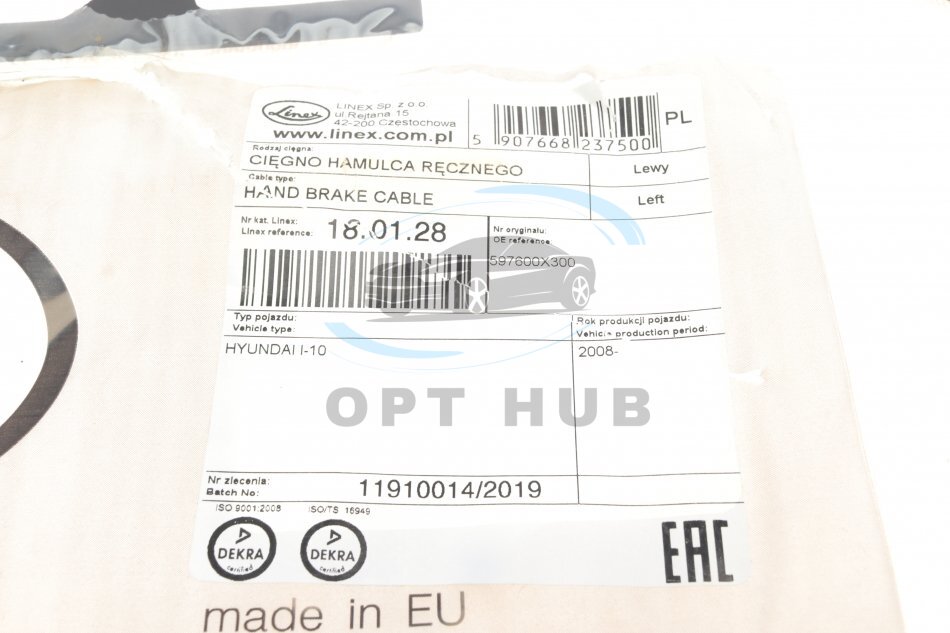 Linex
LINEX Sp. z o.o.
ul.Rejtana 15
42-200 Częstochowa
www.linex.com.pl
5 907668 237500
PL
Rodzaj cięgna:
CIĘGNO HAMULCA RĘCZNEGO
Lewy
Cable type:
HAND BRAKE CABLE
Left
Nr kat. Linex:
Linex reference:
18.01.28
Nr oryginału:
OE reference
597600X300
Typ pojazdu:
Vehicle type:
Rok produkcji pojazdu:
Vehicle production period:
HYUNDAI I-10
2008-
OPT HUB
Nr zlecenia:
Batch No:
11910014/2019
ISO 9001:2008
ISO/TS 16949
DEKRA
certified
DEKRA
certified
EAC
made in EU